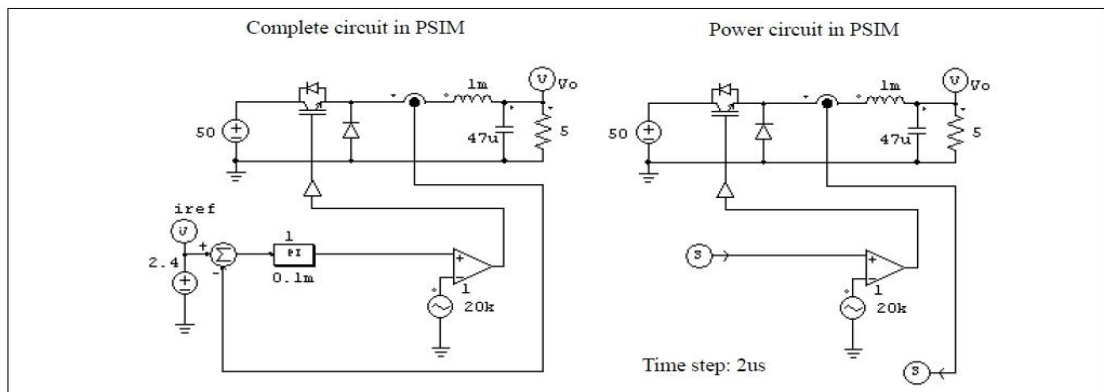 Complete circuit in PSIM
Power circuit in PSIM
1m
V
Vo
50
47u
5
iref
V
2.4
+
Σ
-
1
PI
0.1m
+
-
1
20k
1m
V
Vo
50
47u
5
S
+
-
1
20k
Time step: 2us
S